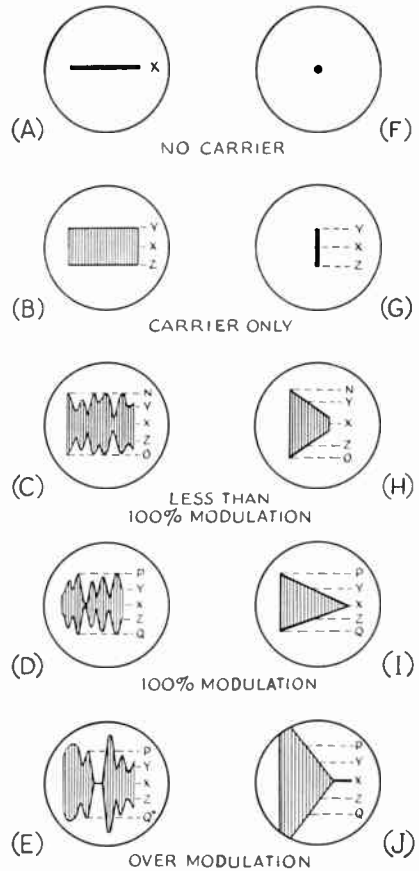 X
(A) (F)
NO CARRIER
Y Y
X X
Z Z
(B) (G)
CARRIER ONLY
N N
Y Y
X X
Z Z
O O
(C) (H)
LESS THAN
100% MODULATION
P P
Y Y
X X
Z Z
Q Q
(D) (I)
100% MODULATION
P P
Y Y
X X
Z Z
Q Q
(E) (J)
OVER MODULATION